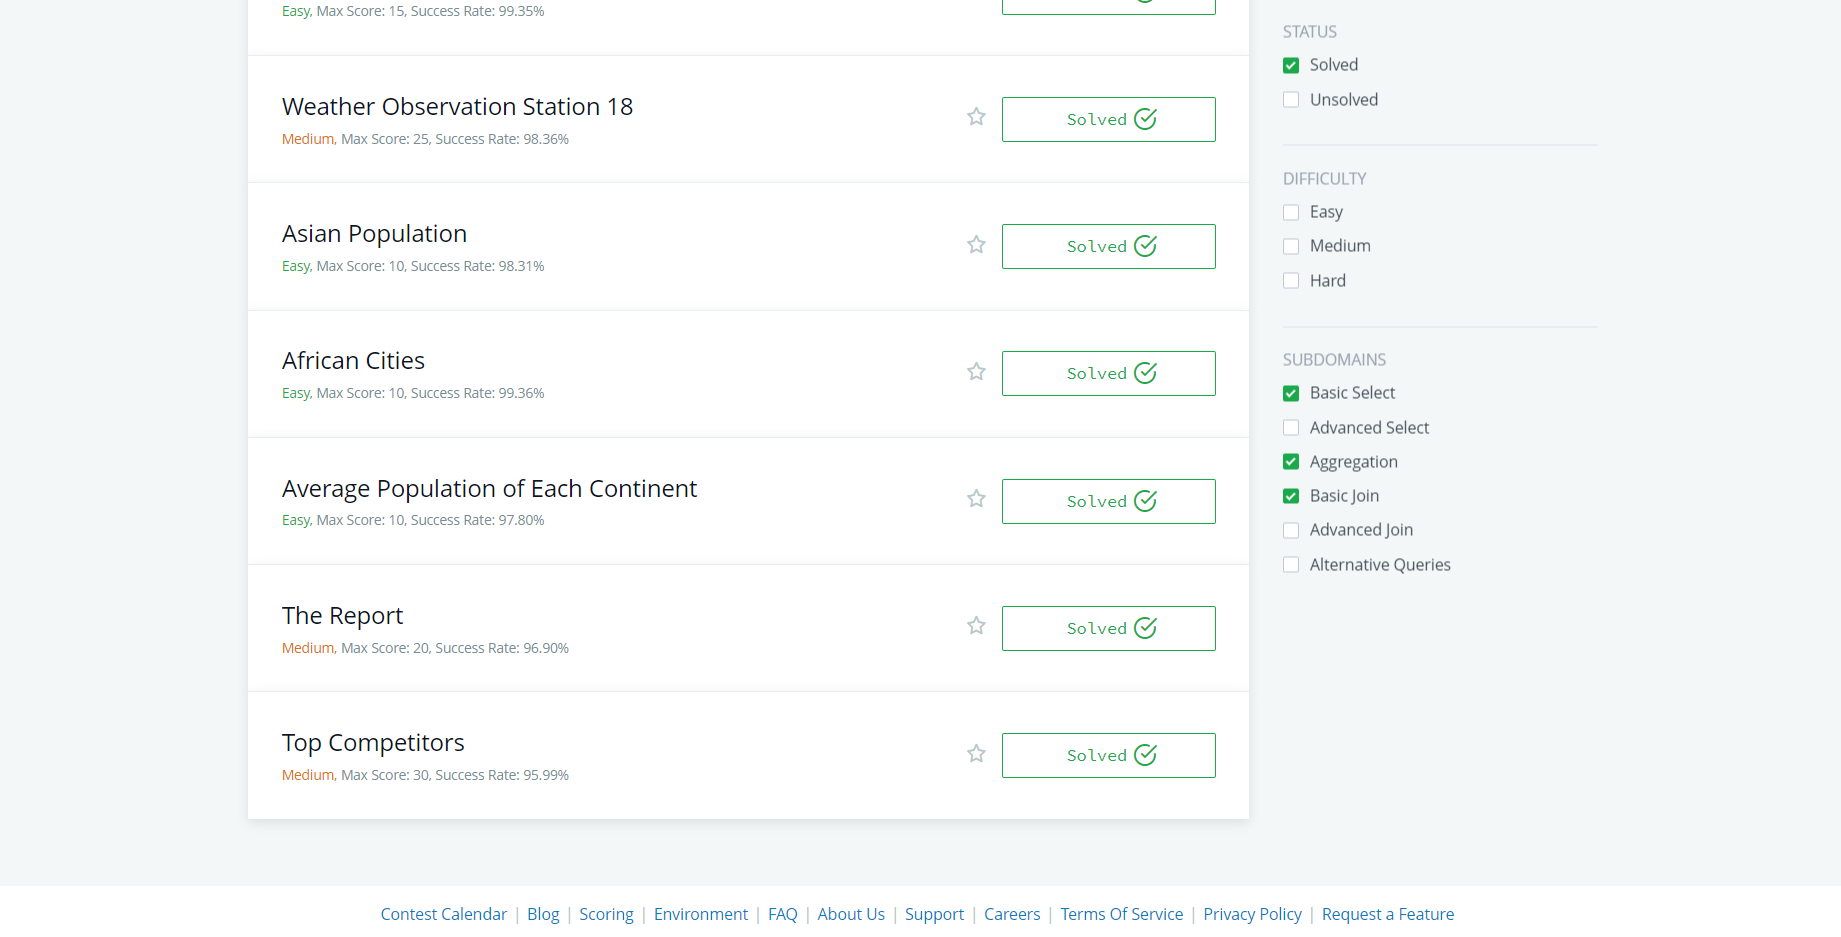 Easy, Max Score: 15, Success Rate: 99.35%
Weather Observation Station 18
Medium, Max Score: 25, Success Rate: 98.36%
Solved
Asian Population
Easy, Max Score: 10, Success Rate: 98.31%
Solved
African Cities
Easy, Max Score: 10, Success Rate: 99.36%
Solved
Average Population of Each Continent
Easy, Max Score: 10, Success Rate: 97.80%
Solved
The Report
Medium, Max Score: 20, Success Rate: 96.90%
Solved
Top Competitors
Medium, Max Score: 30, Success Rate: 95.99%
Solved
STATUS
Solved
Unsolved
DIFFICULTY
Easy
Medium
Hard
SUBDOMAINS
Basic Select
Advanced Select
Aggregation
Basic Join
Advanced Join
Alternative Queries
Contest Calendar | Blog | Scoring | Environment | FAQ | About Us | Support | Careers | Terms Of Service | Privacy Policy | Request a Feature